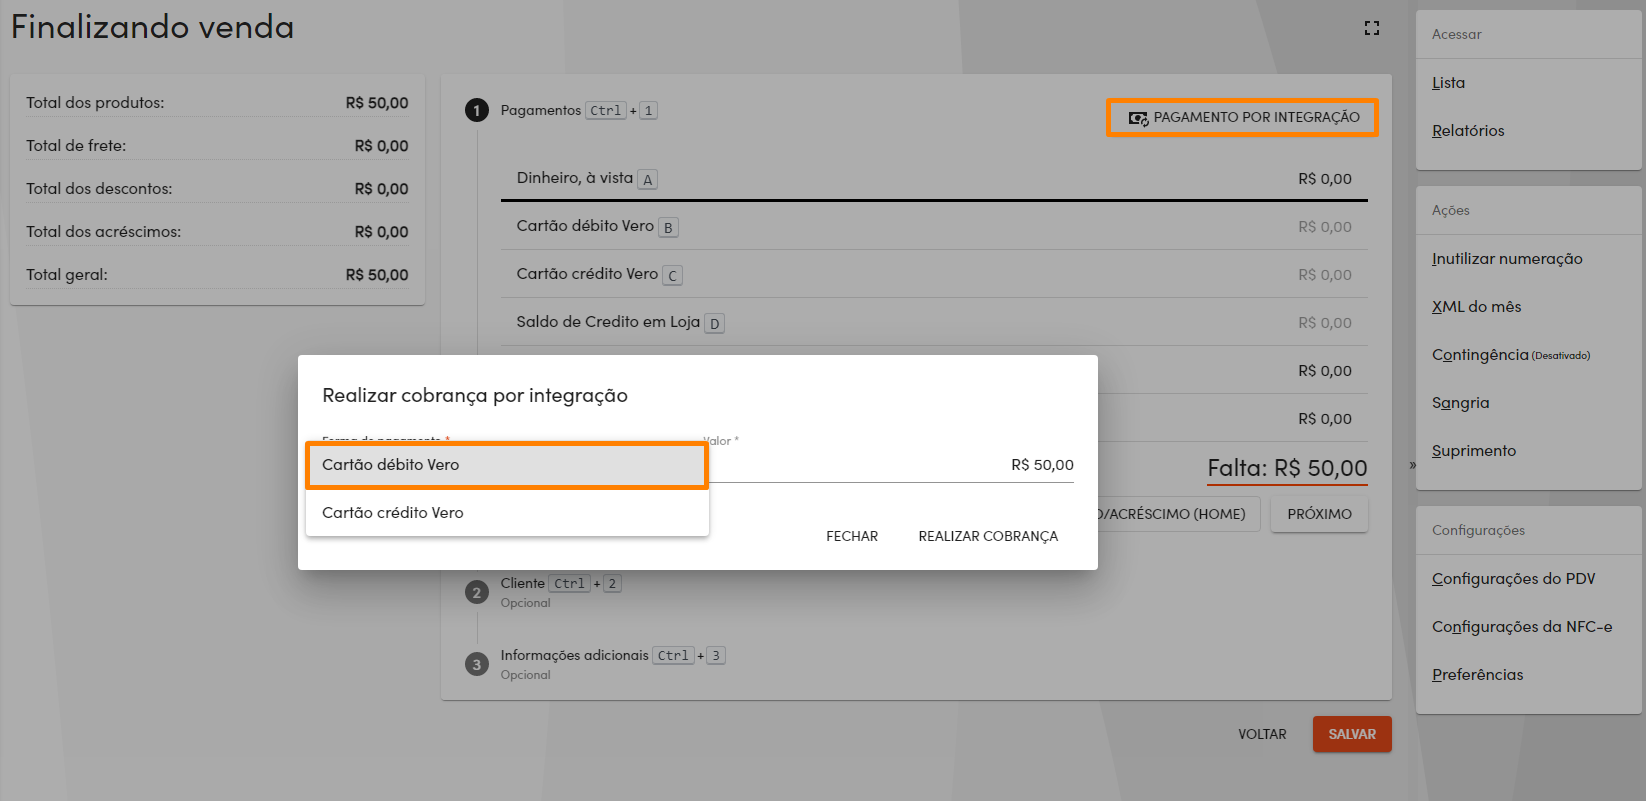 Finalizando venda
Total dos produtos: R$ 50,00
Total de frete: R$ 0,00
Total dos descontos: R$ 0,00
Total dos acréscimos: R$ 0,00
Total geral: R$ 50,00
1 Pagamentos Ctrl + 1
PAGAMENTO POR INTEGRAÇÃO
Dinheiro, à vista A R$ 0,00
Cartão débito Vero B R$ 0,00
Cartão crédito Vero C R$ 0,00
Saldo de Credito em Loja D R$ 0,00
R$ 0,00
R$ 0,00
Falta: R$ 50,00
O/ACRÉSCIMO (HOME) PRÓXIMO
Realizar cobrança por integração
Forma de pagamento *
Cartão débito Vero
Cartão crédito Vero
Valor *
R$ 50,00
FECHAR REALIZAR COBRANÇA
2 Cliente Ctrl + 2
Opcional
3 Informações adicionais Ctrl + 3
Opcional
VOLTAR SALVAR
»
Acessar
Lista
Relatórios
Ações
Inutilizar numeração
XML do mês
Contingência (Desativado)
Sangria
Suprimento
Configurações
Configurações do PDV
Configurações da NFC-e
Preferências